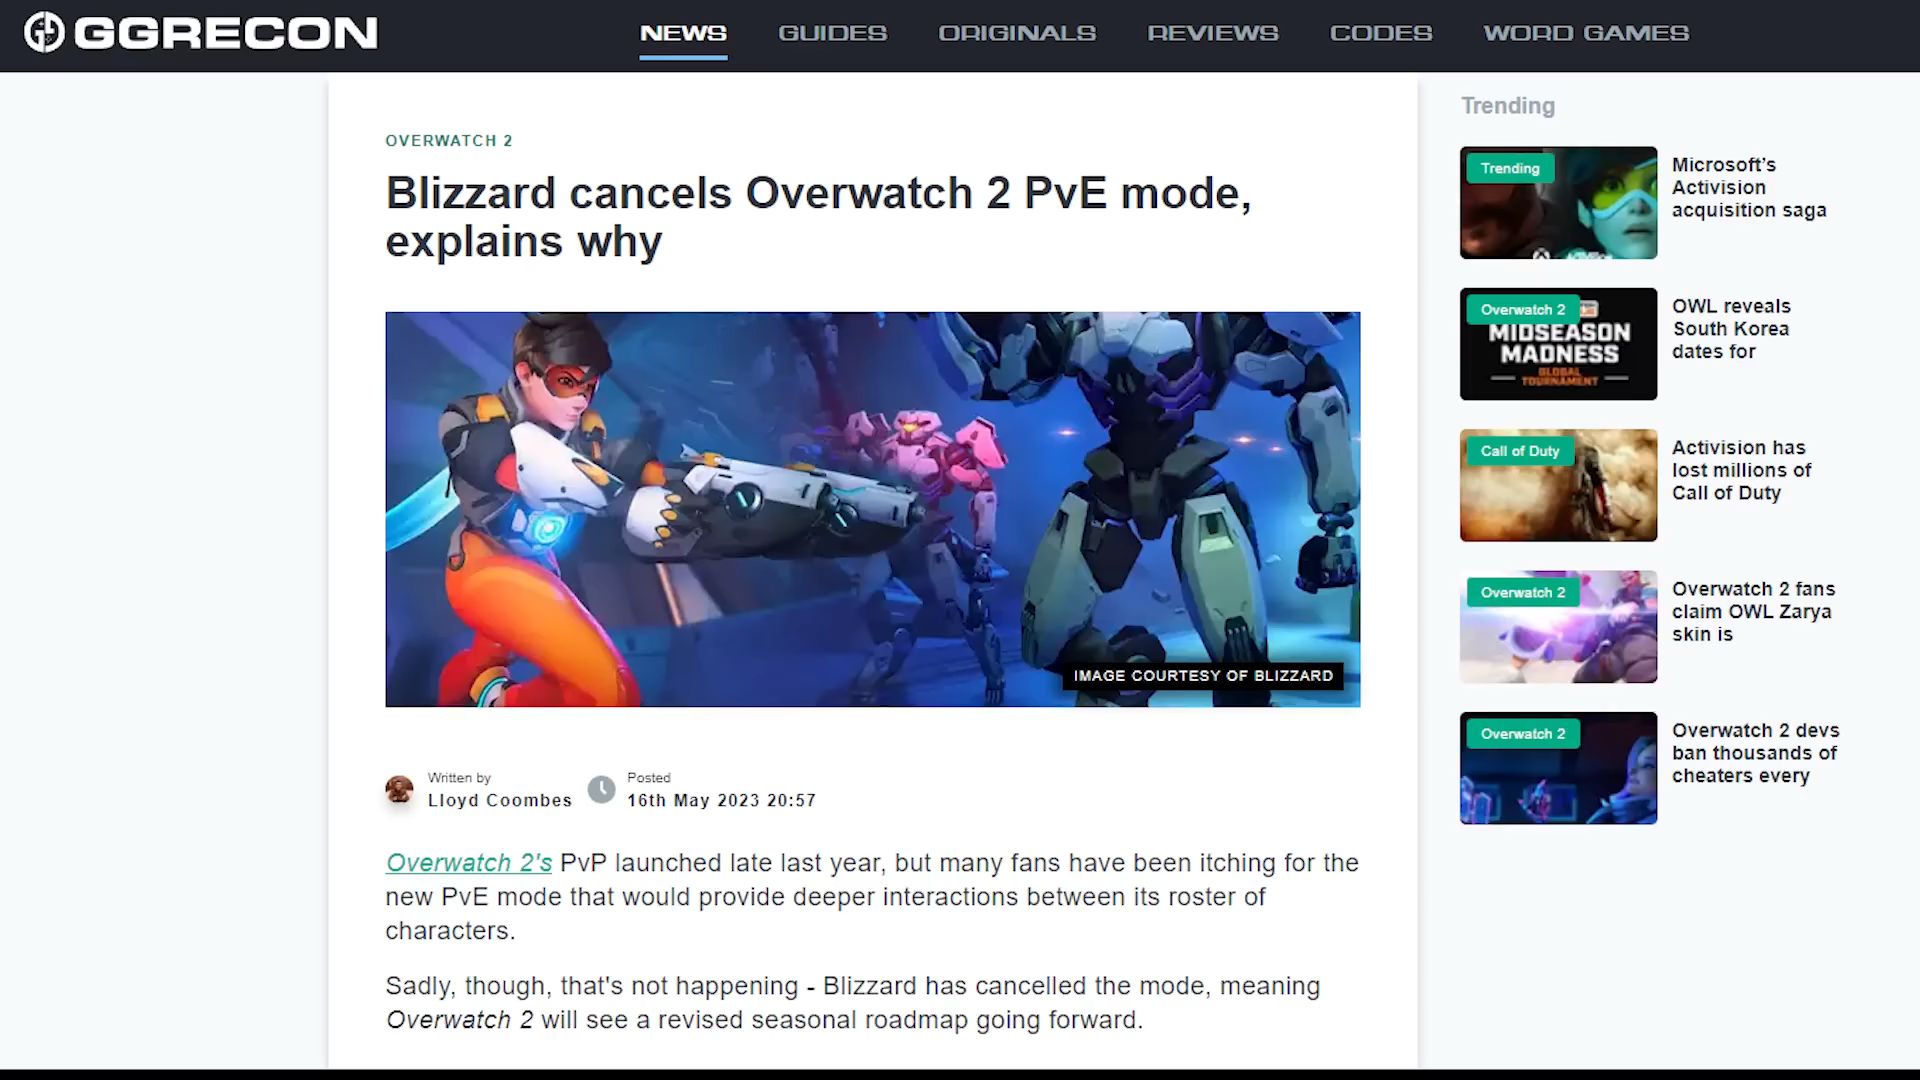 GGRECON
NEWS
GUIDES
ORIGINALS
REVIEWS
CODES
WORD GAMES
OVERWATCH 2
Blizzard cancels Overwatch 2 PvE mode,
explains why
IMAGE COURTESY OF BLIZZARD
Written by
Lloyd Coombes
Posted
16th May 2023 20:57
Overwatch 2's PvP launched late last year, but many fans have been itching for the
new PvE mode that would provide deeper interactions between its roster of
characters.
Sadly, though, that's not happening - Blizzard has cancelled the mode, meaning
Overwatch 2 will see a revised seasonal roadmap going forward.
Trending
Trending
Microsoft's
Activision
acquisition saga
Overwatch 2
MIDSEASON
MADNESS
GLOBAL
TOURNAMENT
OWL reveals
South Korea
dates for
Call of Duty
Activision has
lost millions of
Call of Duty
Overwatch 2
Overwatch 2 fans
claim OWL Zarya
skin is
Overwatch 2
Overwatch 2 devs
ban thousands of
cheaters every